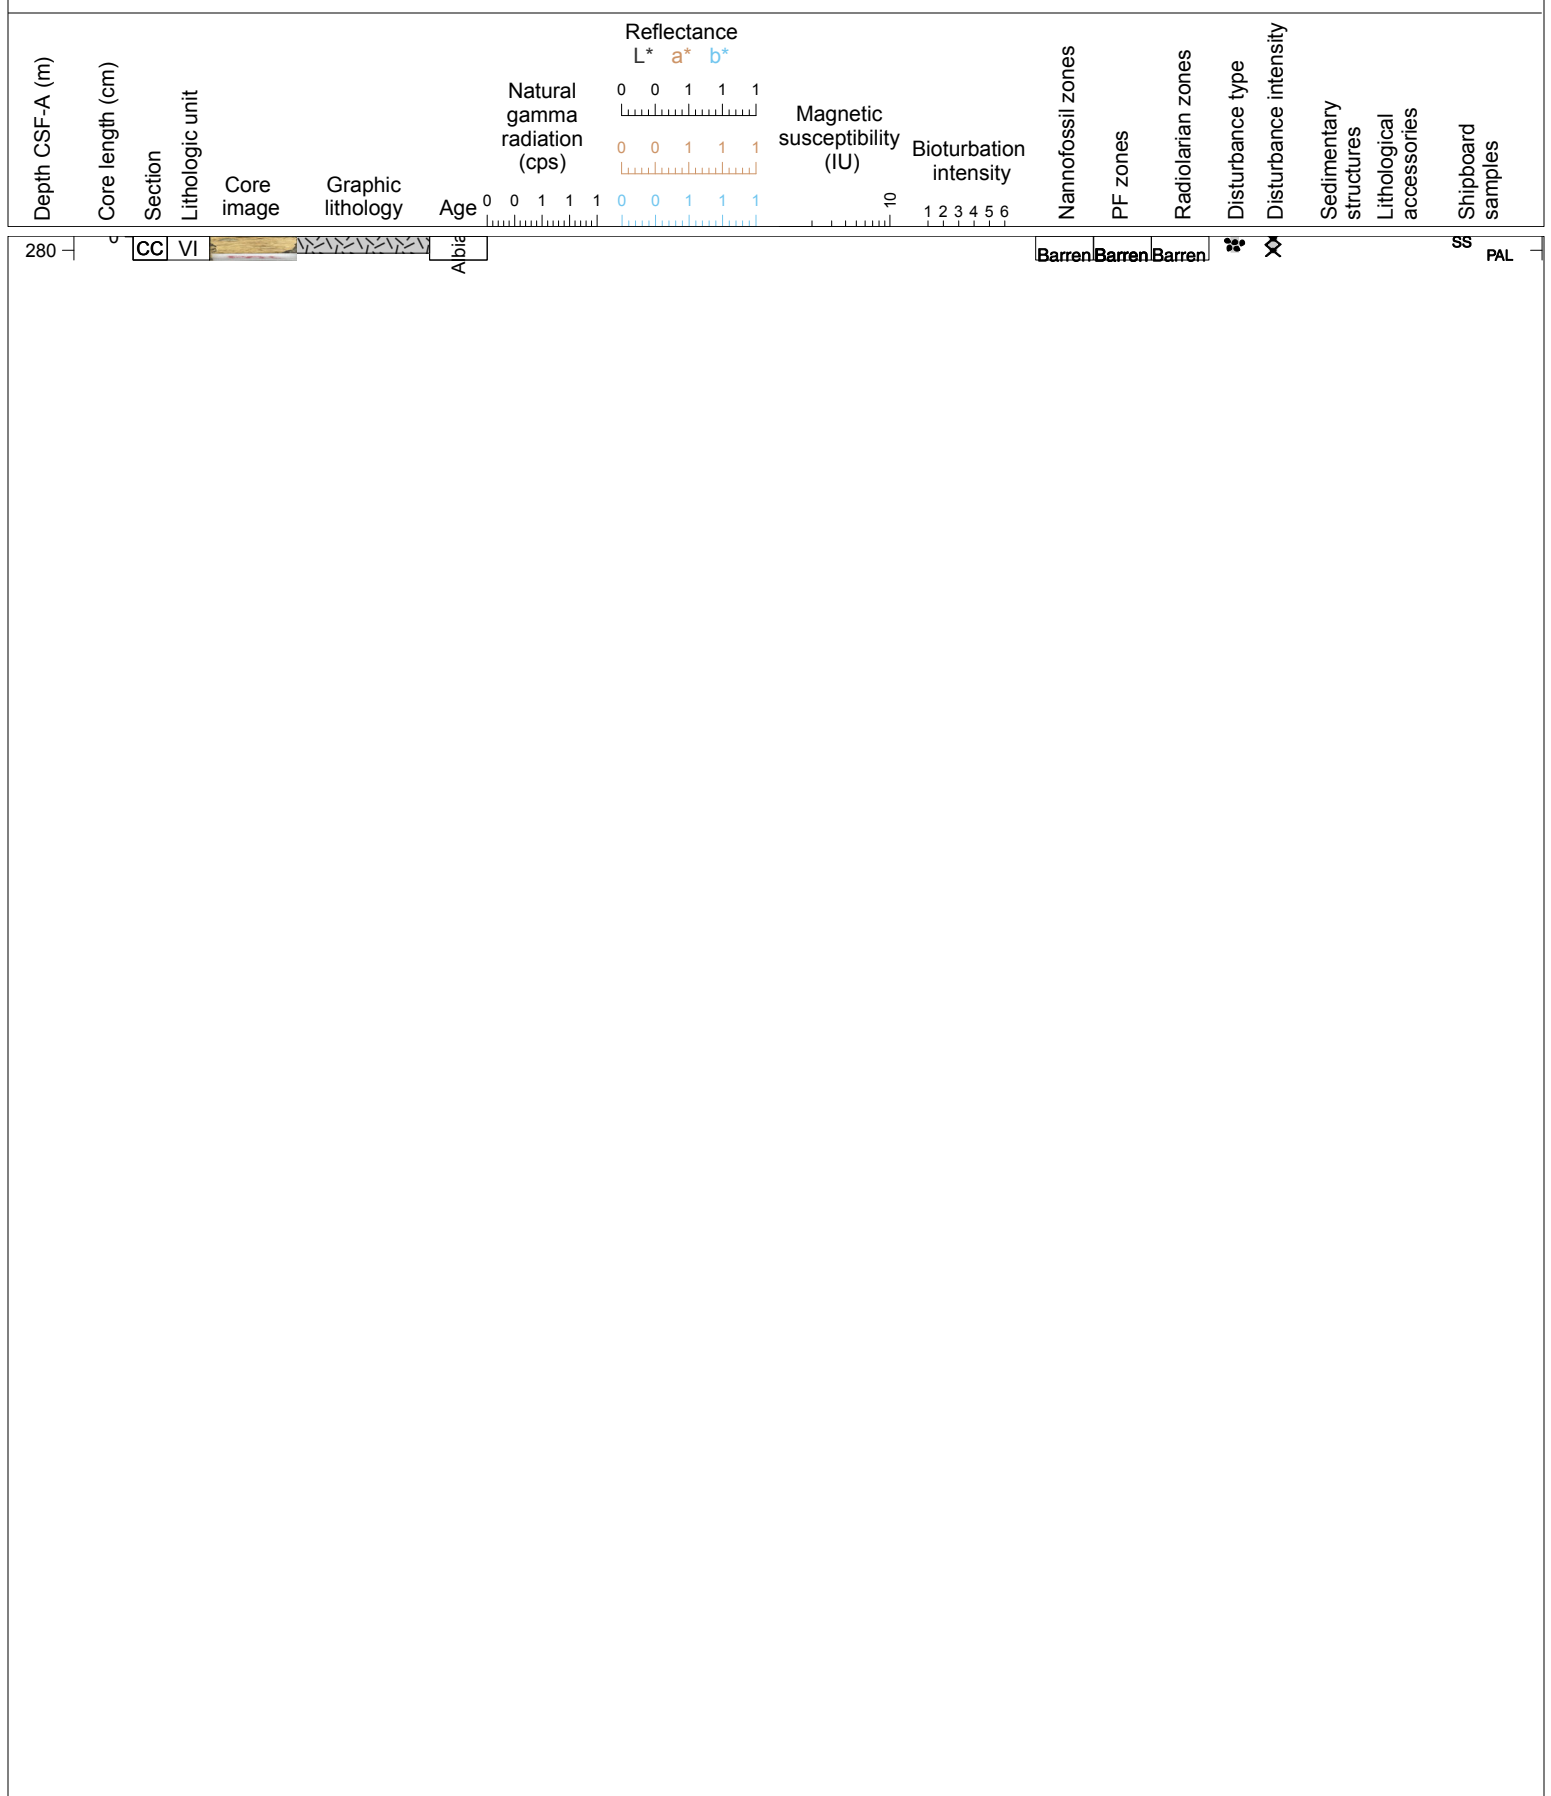 Depth CSF-A (m)
Core length (cm)
Section
Lithologic unit
Core
image
Graphic
lithology
Age
Natural
gamma
radiation
(cps)
0 0 1 1 1
Reflectance
L* a* b*
0 0 1 1 1
0 0 1 1 1
0 0 1 1 1
Magnetic
susceptibility
(IU)
10
Bioturbation
intensity
1 2 3 4 5 6
Nannofossil zones
PF zones
Radiolarian zones
Disturbance type
Disturbance intensity
Sedimentary
structures
Lithological
accessories
Shipboard
samples
280
CC
VI
Barren
Barren
Barren
SS
PAL